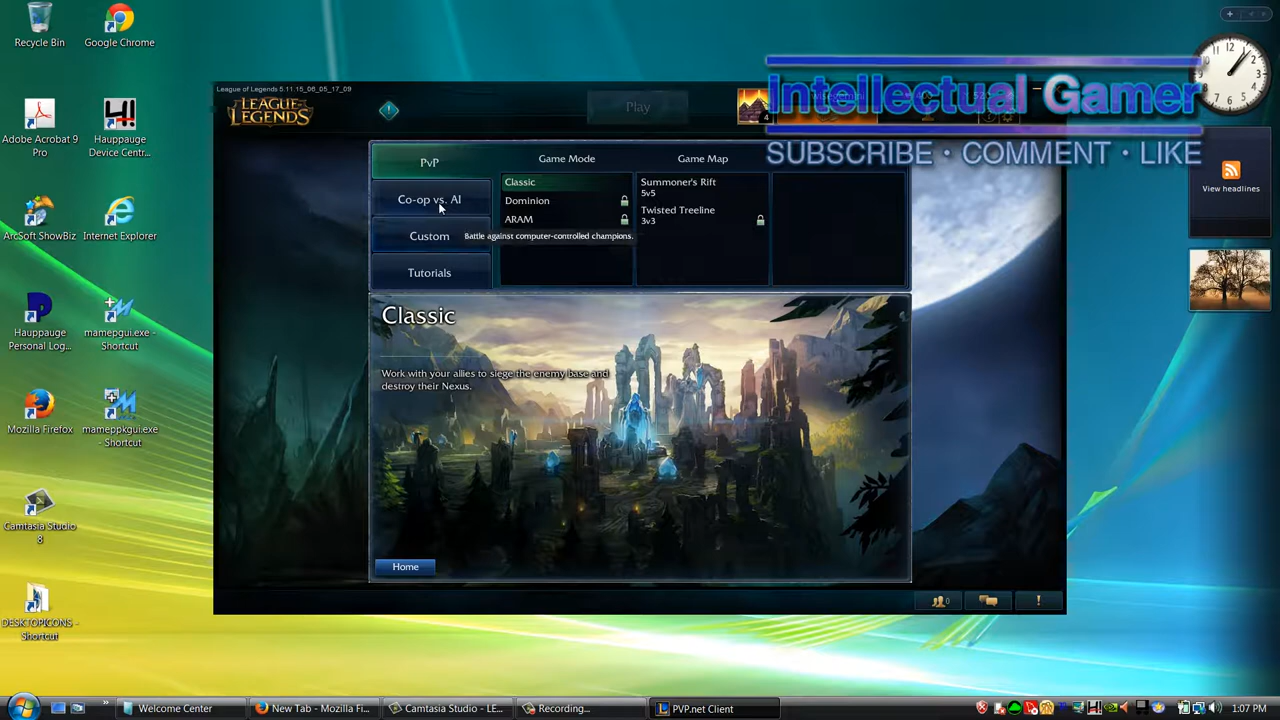 Recycle Bin
Google Chrome
Adobe Acrobat 9
Pro
Hauppauge
Device Centr...
ArcSoft ShowBiz
Internet Explorer
Hauppauge
Personal Log...
mamepgui.exe -
Shortcut
Mozilla Firefox
mameppkgui.exe
- Shortcut
Camtasia Studio
8
DESKTOPICONS -
Shortcut
League of Legends 5.11.15_06_05_17_09
LEAGUE OF
LEGENDS
Play
4
Intellectual Gamer
SUBSCRIBE • COMMENT • LIKE
PvP
Co-op vs. AI
Custom
Tutorials
Game Mode
Classic
Dominion
ARAM
Battle against computer-controlled champions.
Game Map
Summoner's Rift
5v5
Twisted Treeline
3v3
Classic
Work with your allies to siege the enemy base and
destroy their Nexus.
Home
0
View headlines
12
Welcome Center
New Tab - Mozilla Fi...
Camtasia Studio - LE...
Recording...
PVP.net Client
1:07 PM